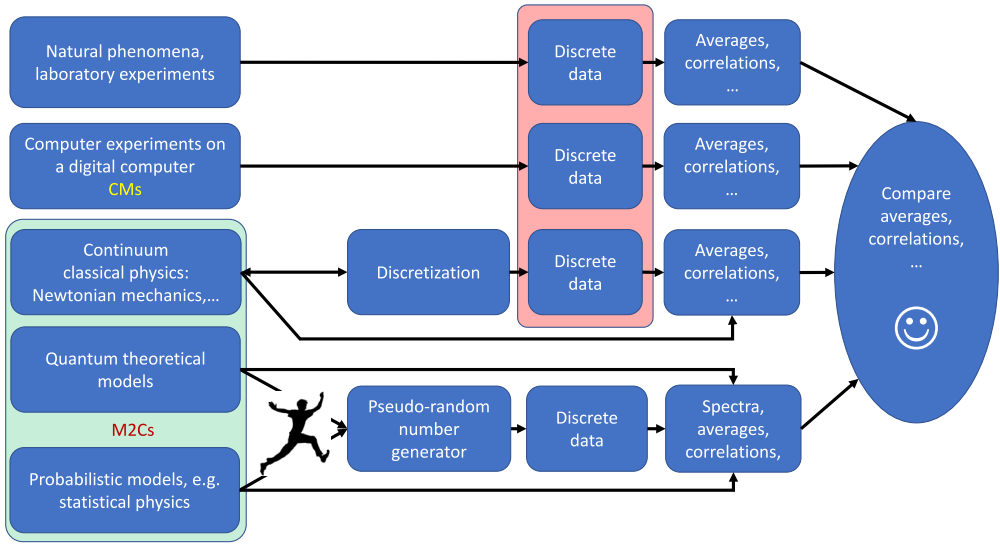 Natural phenomena,
laboratory experiments
Discrete
data
Averages,
correlations,
...
Computer experiments on
a digital computer
CMs
Discrete
data
Averages,
correlations,
...
Continuum
classical physics:
Newtonian mechanics,...
Discretization
Discrete
data
Averages,
correlations,
...
Compare
averages,
correlations,
...
Quantum theoretical
models
M2Cs
Probabilistic models, e.g.
statistical physics
Pseudo-random
number
generator
Discrete
data
Spectra,
averages,
correlations,